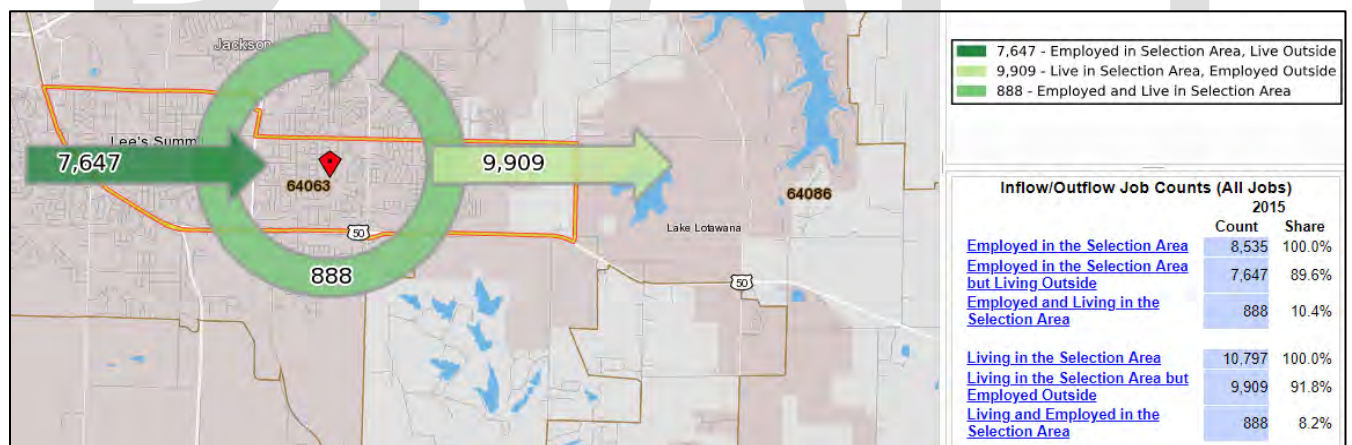 Jackson
Lee's Summ
7,647
64063
9,909
64086
50
Lake Lotawana
888
50
7,647 - Employed in Selection Area, Live Outside
9,909 - Live in Selection Area, Employed Outside
888 - Employed and Live in Selection Area
Inflow/Outflow Job Counts (All Jobs)
2015
Count Share
Employed in the Selection Area 8,535 100.0%
Employed in the Selection Area
but Living Outside 7,647 89.6%
Employed and Living in the
Selection Area 888 10.4%
Living in the Selection Area 10,797 100.0%
Living in the Selection Area but
Employed Outside 9,909 91.8%
Living and Employed in the
Selection Area 888 8.2%